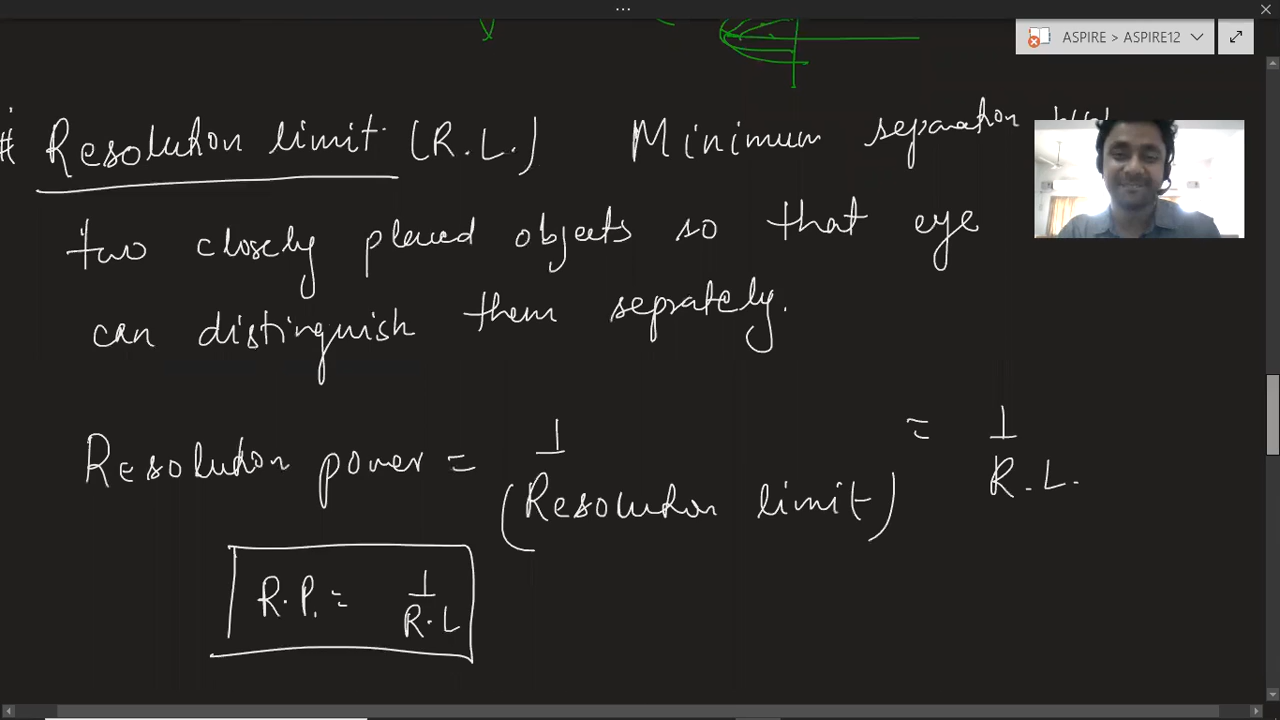 ASPIRE > ASPIRE12
# Resolution limit (R.L.) Minimum separation
two closely placed objects so that eye
can distinguish them seprately.
Resolution power = 1 / (Resolution limit) = 1 / R.L.
R.P. = 1 / R.L